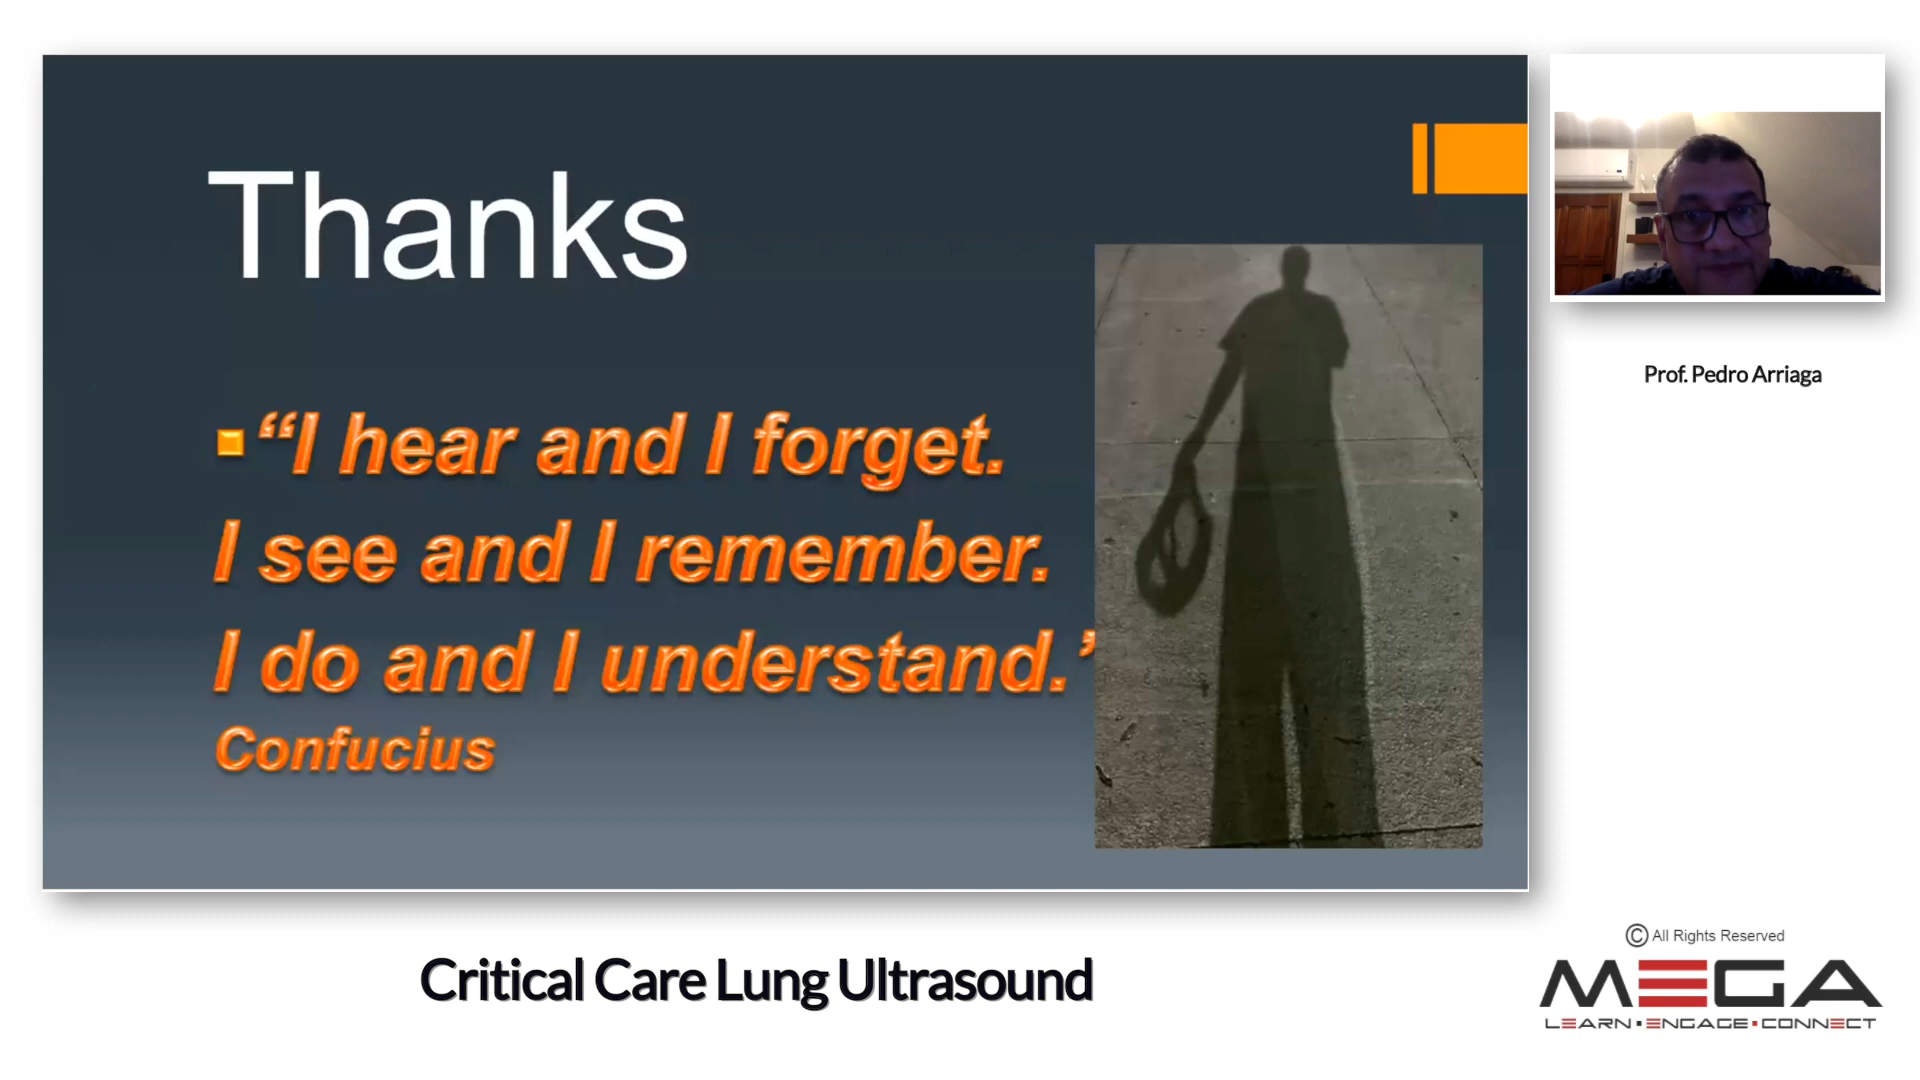 Thanks
“I hear and I forget.
I see and I remember.
I do and I understand.’
Confucius
Prof. Pedro Arriaga
Critical Care Lung Ultrasound
© All Rights Reserved
MEGA
LEARN·ENGAGE·CONNECT